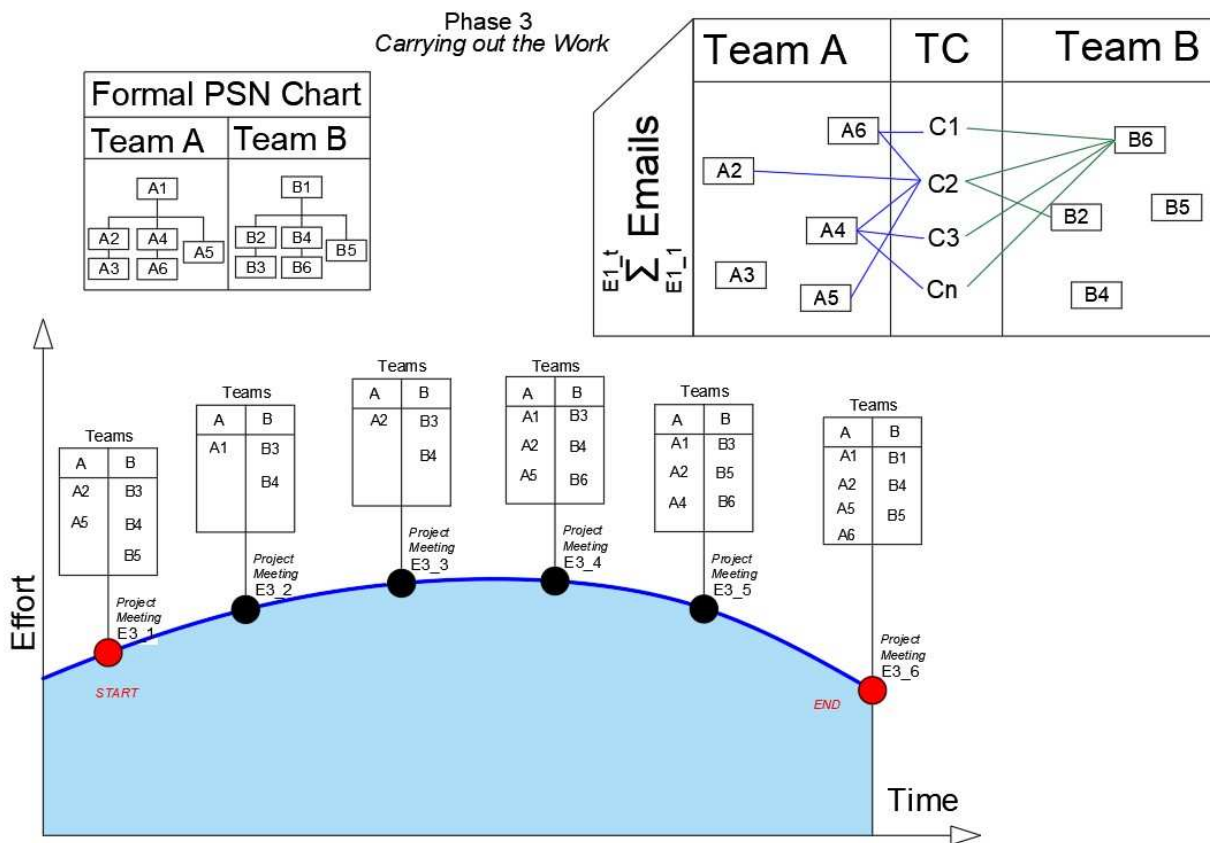 Phase 3
Carrying out the Work
Formal PSN Chart
Team A Team B
A1 B1
A2 A4 A5 B2 B4 B5
A3 A6 B3 B6
E1_t
∑ Emails
E1_1
Team A TC Team B
A6 C1 B6
A2 C2 B2 B5
A4 C3
A3 A5 Cn B4
Effort
Teams
A B
A2 B3
A5 B4
B5
Project
Meeting
E3_1
START
Teams
A B
A1 B3
B4
Project
Meeting
E3_2
Teams
A B
A2 B3
B4
Project
Meeting
E3_3
Teams
A B
A1 B3
A2 B4
A5 B6
Project
Meeting
E3_4
Teams
A B
A1 B3
A2 B5
A4 B6
Project
Meeting
E3_5
Teams
A B
A1 B1
A2 B4
A5 B5
A6
Project
Meeting
E3_6
END
Time